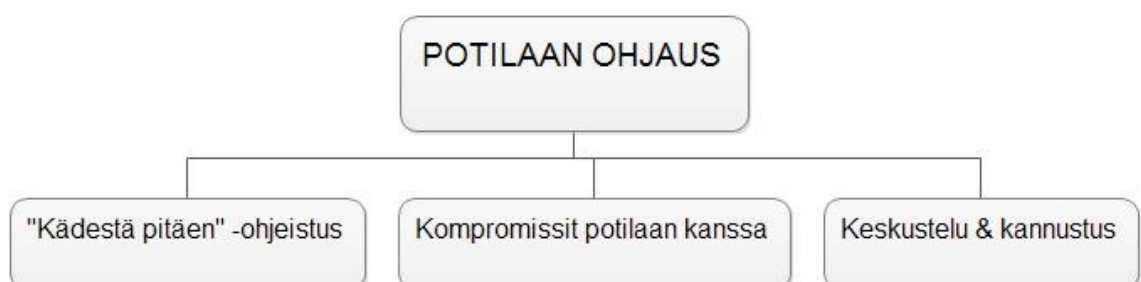 POTILAAN OHJAUS
"Kädestä pitäen" -ohjeistus
Kompromissit potilaan kanssa
Keskustelu & kannustus